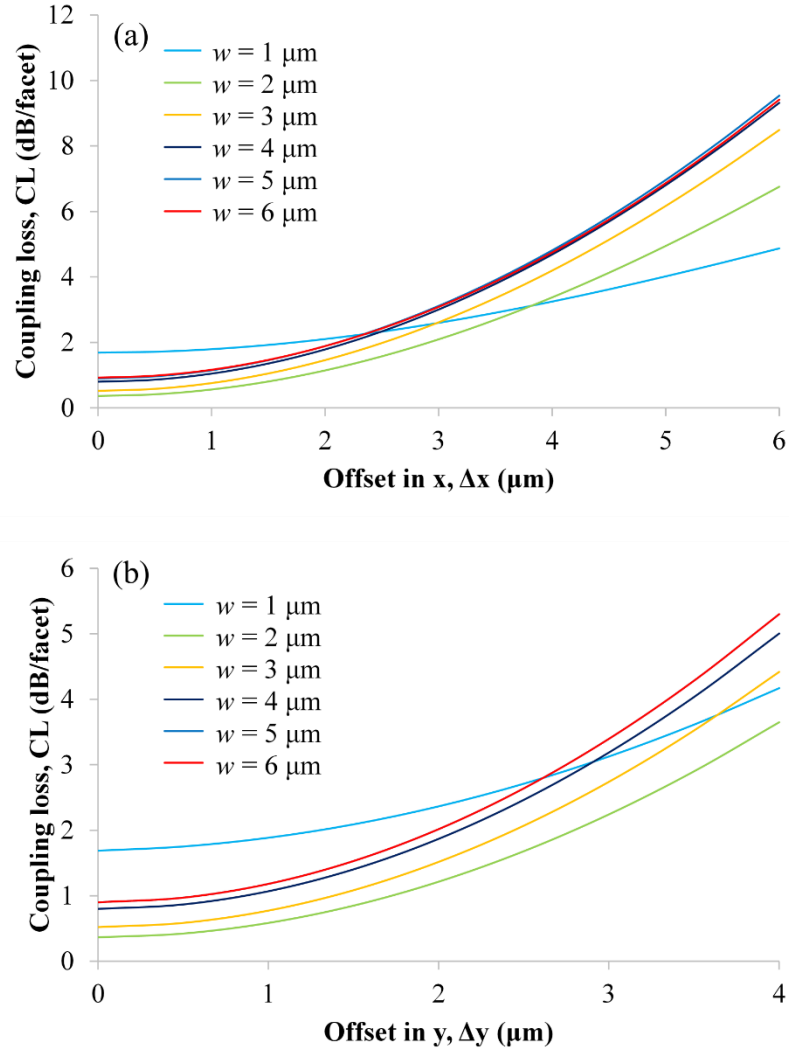 (a)
Coupling loss, CL (dB/facet)
12
10
8
6
4
2
0
w = 1 μm
w = 2 μm
w = 3 μm
w = 4 μm
w = 5 μm
w = 6 μm
0 1 2 3 4 5 6
Offset in x, Δx (μm)
(b)
Coupling loss, CL (dB/facet)
6
5
4
3
2
1
0
w = 1 μm
w = 2 μm
w = 3 μm
w = 4 μm
w = 5 μm
w = 6 μm
0 1 2 3 4
Offset in y, Δy (μm)